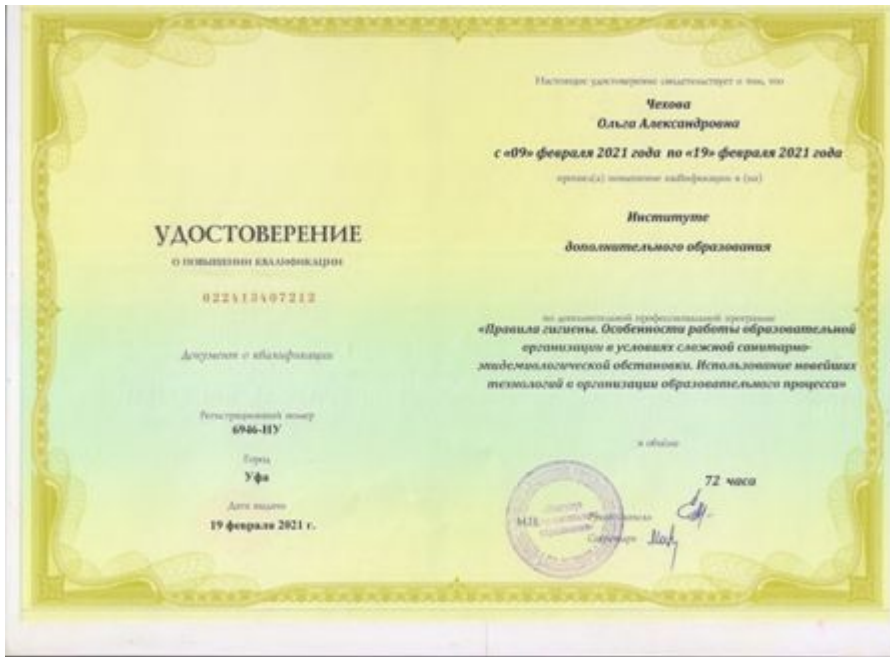 УДОСТОВЕРЕНИЕ
О ПОВЫШЕНИИ КВАЛИФИКАЦИИ
022413407212
Документ о квалификации
Регистрационный номер
6946-НУ
Город
Уфа
Дата выдачи
19 февраля 2021 г.
Настоящее удостоверение свидетельствует о том, что
Чехова
Ольга Александровна
с «09» февраля 2021 года по «19» февраля 2021 года
прошел(а) повышение квалификации в (на)
Институте
дополнительного образования
по дополнительной профессиональной программе
«Правила гигиены. Особенности работы образовательной
организации в условиях сложной санитарно-
эпидемиологической обстановки. Использование новейших
технологий в организации образовательного процесса»
в объёме
72 часа
М.П.
Руководитель
Секретарь